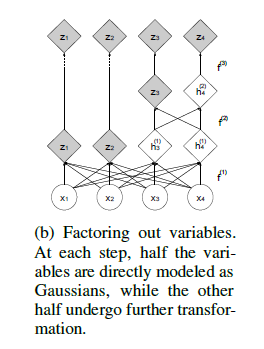 z1 z2 z3 z4
f(3)
z3 h4(2)
f(2)
z1 z2 h3(1) h4(1)
f(1)
x1 x2 x3 x4
(b) Factoring out variables.
At each step, half the vari-
ables are directly modeled as
Gaussians, while the other
half undergo further transfor-
mation.